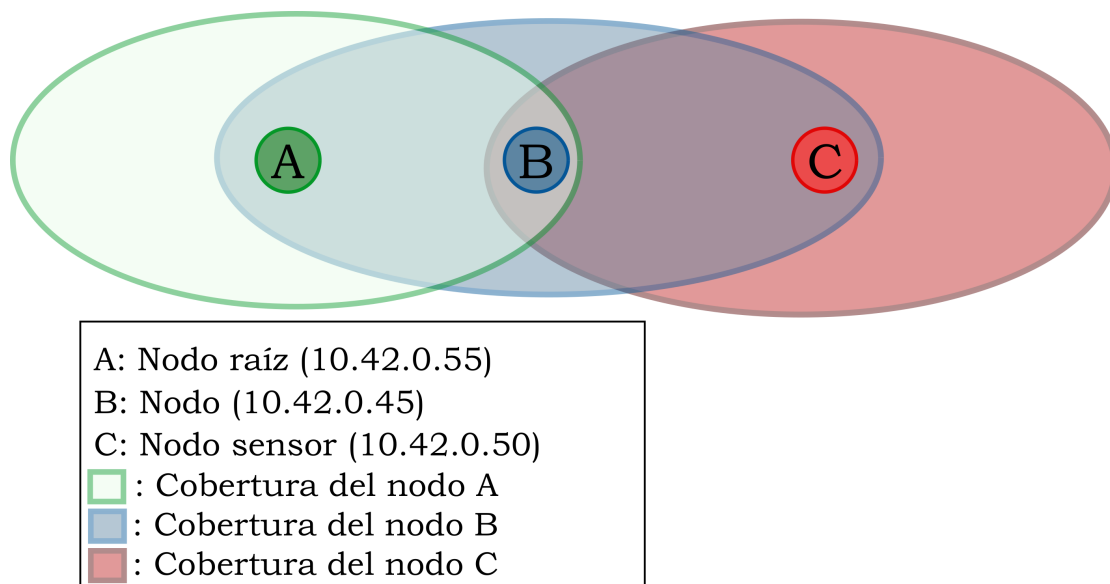 A
B
C
A: Nodo raíz (10.42.0.55)
B: Nodo (10.42.0.45)
C: Nodo sensor (10.42.0.50)
: Cobertura del nodo A
: Cobertura del nodo B
: Cobertura del nodo C